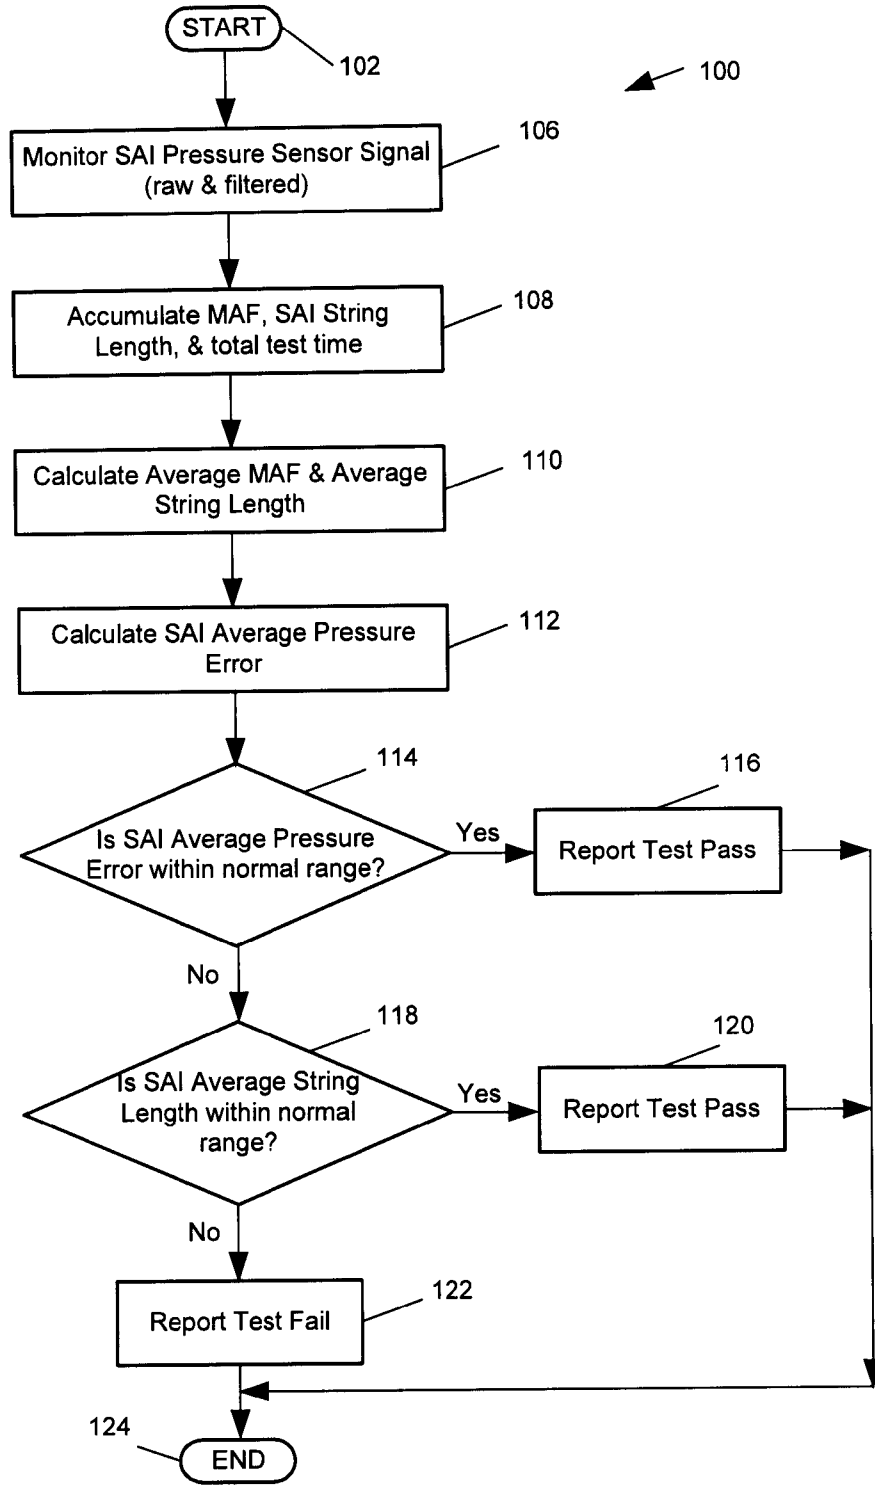 START
102
100
106
Monitor SAI Pressure Sensor Signal
(raw & filtered)
108
Accumulate MAF, SAI String
Length, & total test time
110
Calculate Average MAF & Average
String Length
112
Calculate SAI Average Pressure
Error
114
116
Is SAI Average Pressure
Error within normal range?
Yes
Report Test Pass
No
118
120
Is SAI Average String
Length within normal
range?
Yes
Report Test Pass
No
122
Report Test Fail
124
END